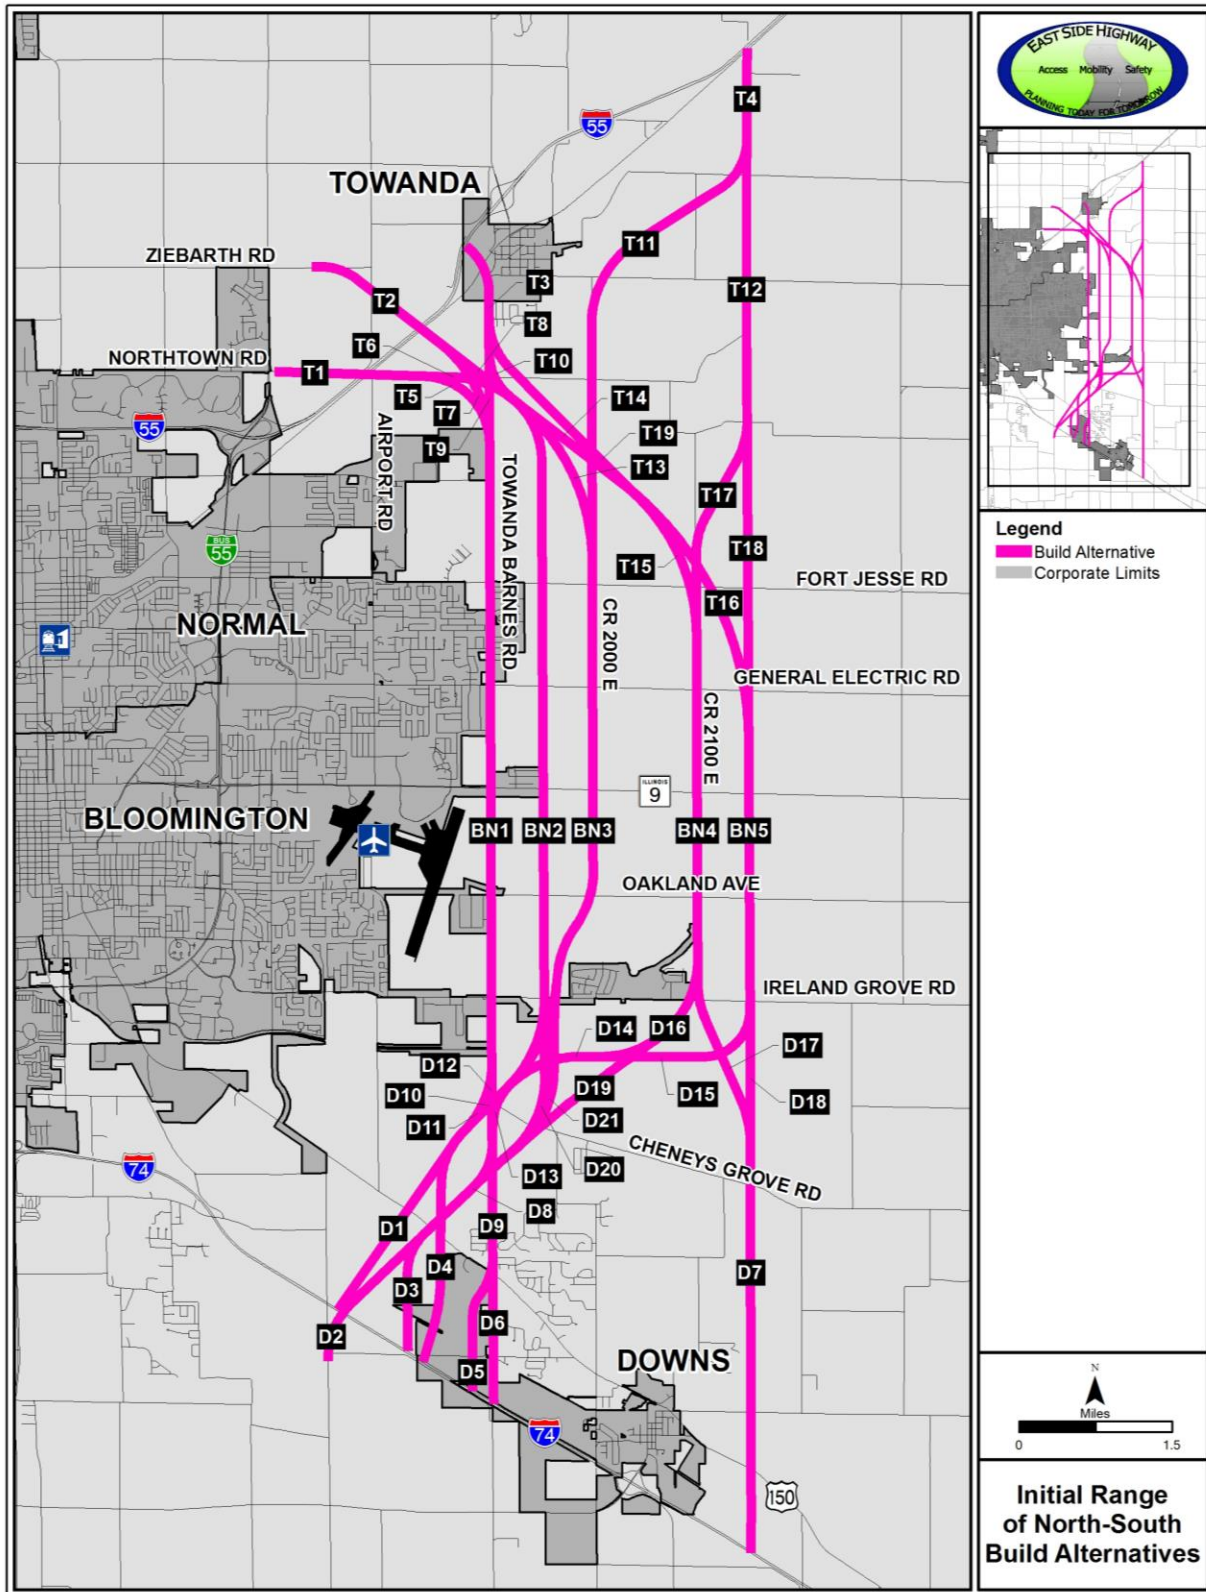 EAST SIDE HIGHWAY
Access Mobility Safety
PLANNING TODAY FOR TOMORROW
T4
55
TOWANDA
T11
ZIEBARTH RD
T3
T12
T2
T8
T6
NORTHTOWN RD
T10
T1
T5
T14
T7
55
T19
T9
T13
AIRPORT RD
TOWANDA BARNES RD
T17
BUS
55
T18
T15
FORT JESSE RD
T16
NORMAL
CR 2000 E
GENERAL ELECTRIC RD
CR 2100 E
ILLINOIS
9
BLOOMINGTON
BN1
BN2
BN3
BN4
BN5
OAKLAND AVE
IRELAND GROVE RD
D14
D16
D17
D12
D19
D15
D18
D10
D21
D11
CHENEYS GROVE RD
74
D13
D20
D8
D1
D9
D4
D7
D3
D6
D2
D5
DOWNS
74
150
Legend
Build Alternative
Corporate Limits
N
Miles
0 1.5
Initial Range
of North-South
Build Alternatives